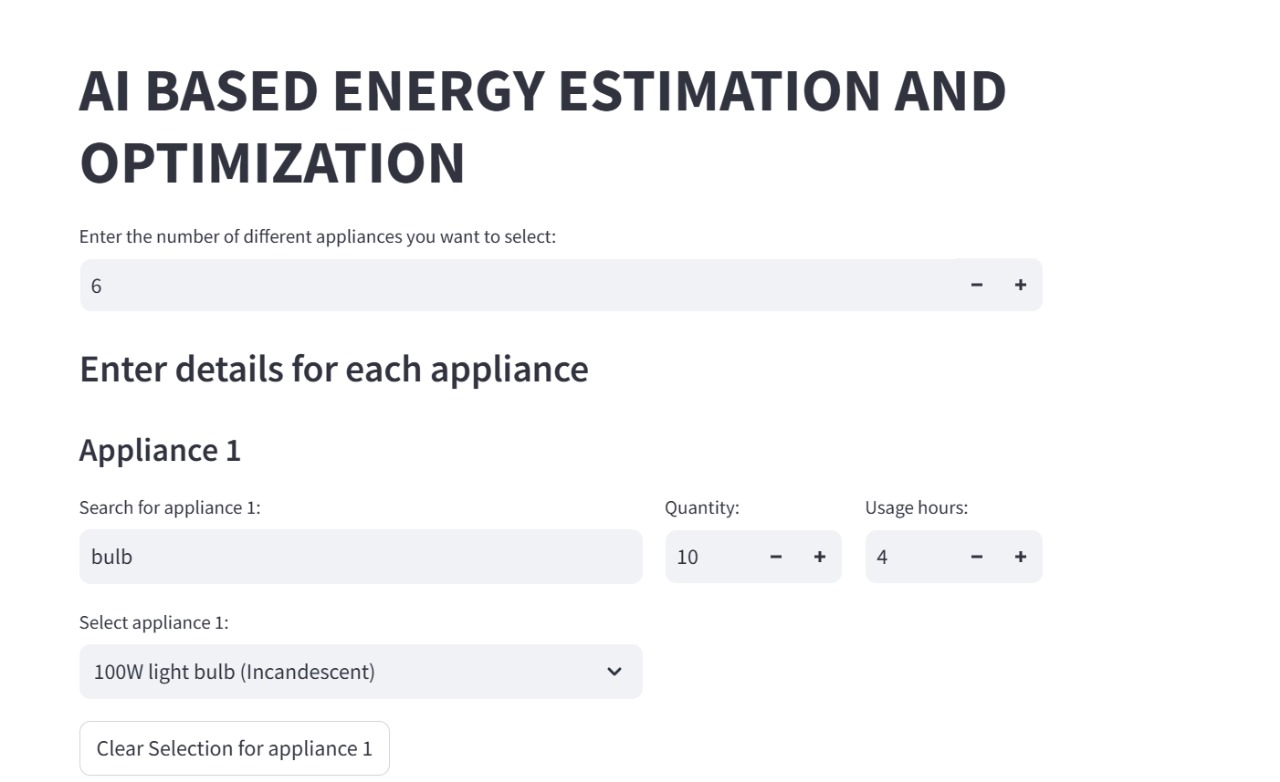 AI BASED ENERGY ESTIMATION AND
OPTIMIZATION
Enter the number of different appliances you want to select:
6 − +
Enter details for each appliance
Appliance 1
Search for appliance 1:
bulb
Quantity:
10 − +
Usage hours:
4 − +
Select appliance 1:
100W light bulb (Incandescent)
Clear Selection for appliance 1